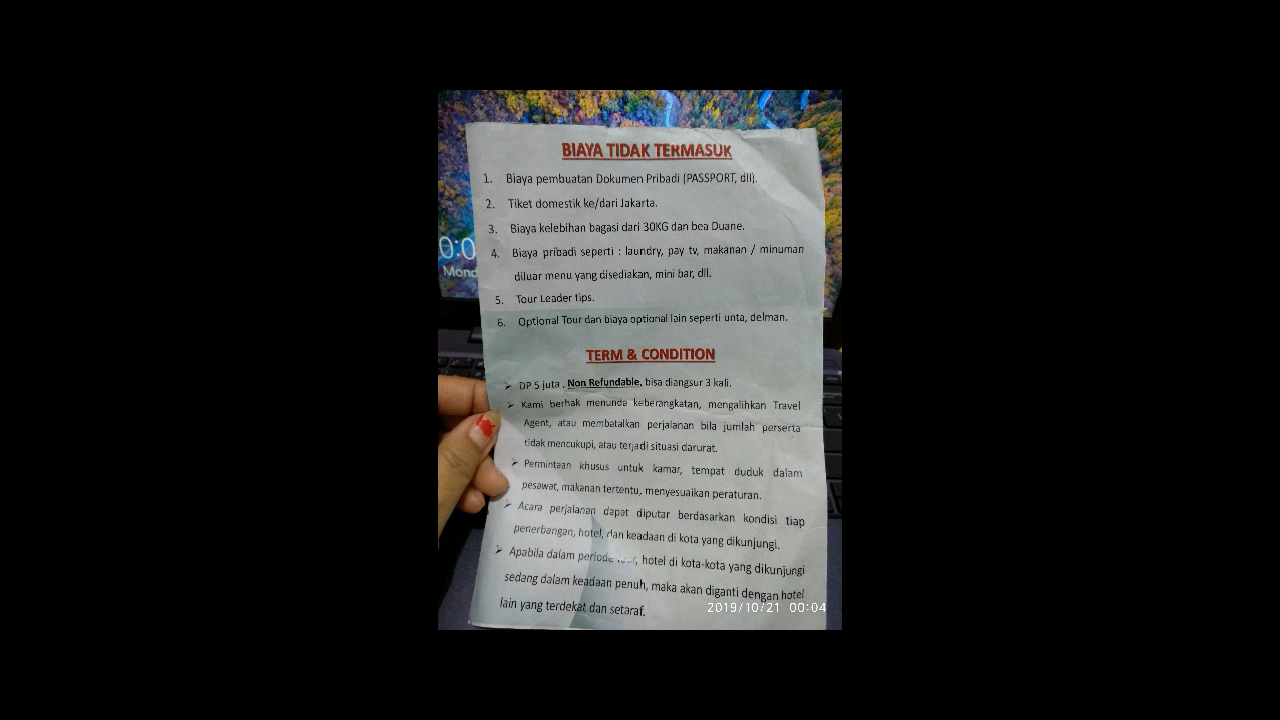 BIAYA TIDAK TERMASUK
1. Biaya pembuatan Dokumen Pribadi (PASSPORT, dll).
2. Tiket domestik ke/dari Jakarta.
3. Biaya kelebihan bagasi dari 30KG dan bea Duane.
0:0
4. Biaya pribadi seperti : laundry, pay tv, makanan / minuman
Mond
diluar menu yang disediakan, mini bar, dll.
5. Tour Leader tips.
6. Optional Tour dan biaya optional lain seperti unta, delman.
TERM & CONDITION
➢ DP 5 juta , Non Refundable, bisa diangsur 3 kali.
➢ Kami berhak menunda keberangkatan, mengalihkan Travel
Agent, atau membatalkan perjalanan bila jumlah perserta
tidak mencukupi, atau terjadi situasi darurat.
➢ Permintaan khusus untuk kamar, tempat duduk dalam
pesawat, makanan tertentu, menyesuaikan peraturan.
➢ Acara perjalanan dapat diputar berdasarkan kondisi tiap
penerbangan, hotel, dan keadaan di kota yang dikunjungi.
➢ Apabila dalam periode hotel di kota-kota yang dikunjungi
sedang dalam keadaan penuh, maka akan diganti dengan hotel
lain yang terdekat dan setaraf.
2019/10/21 00:04